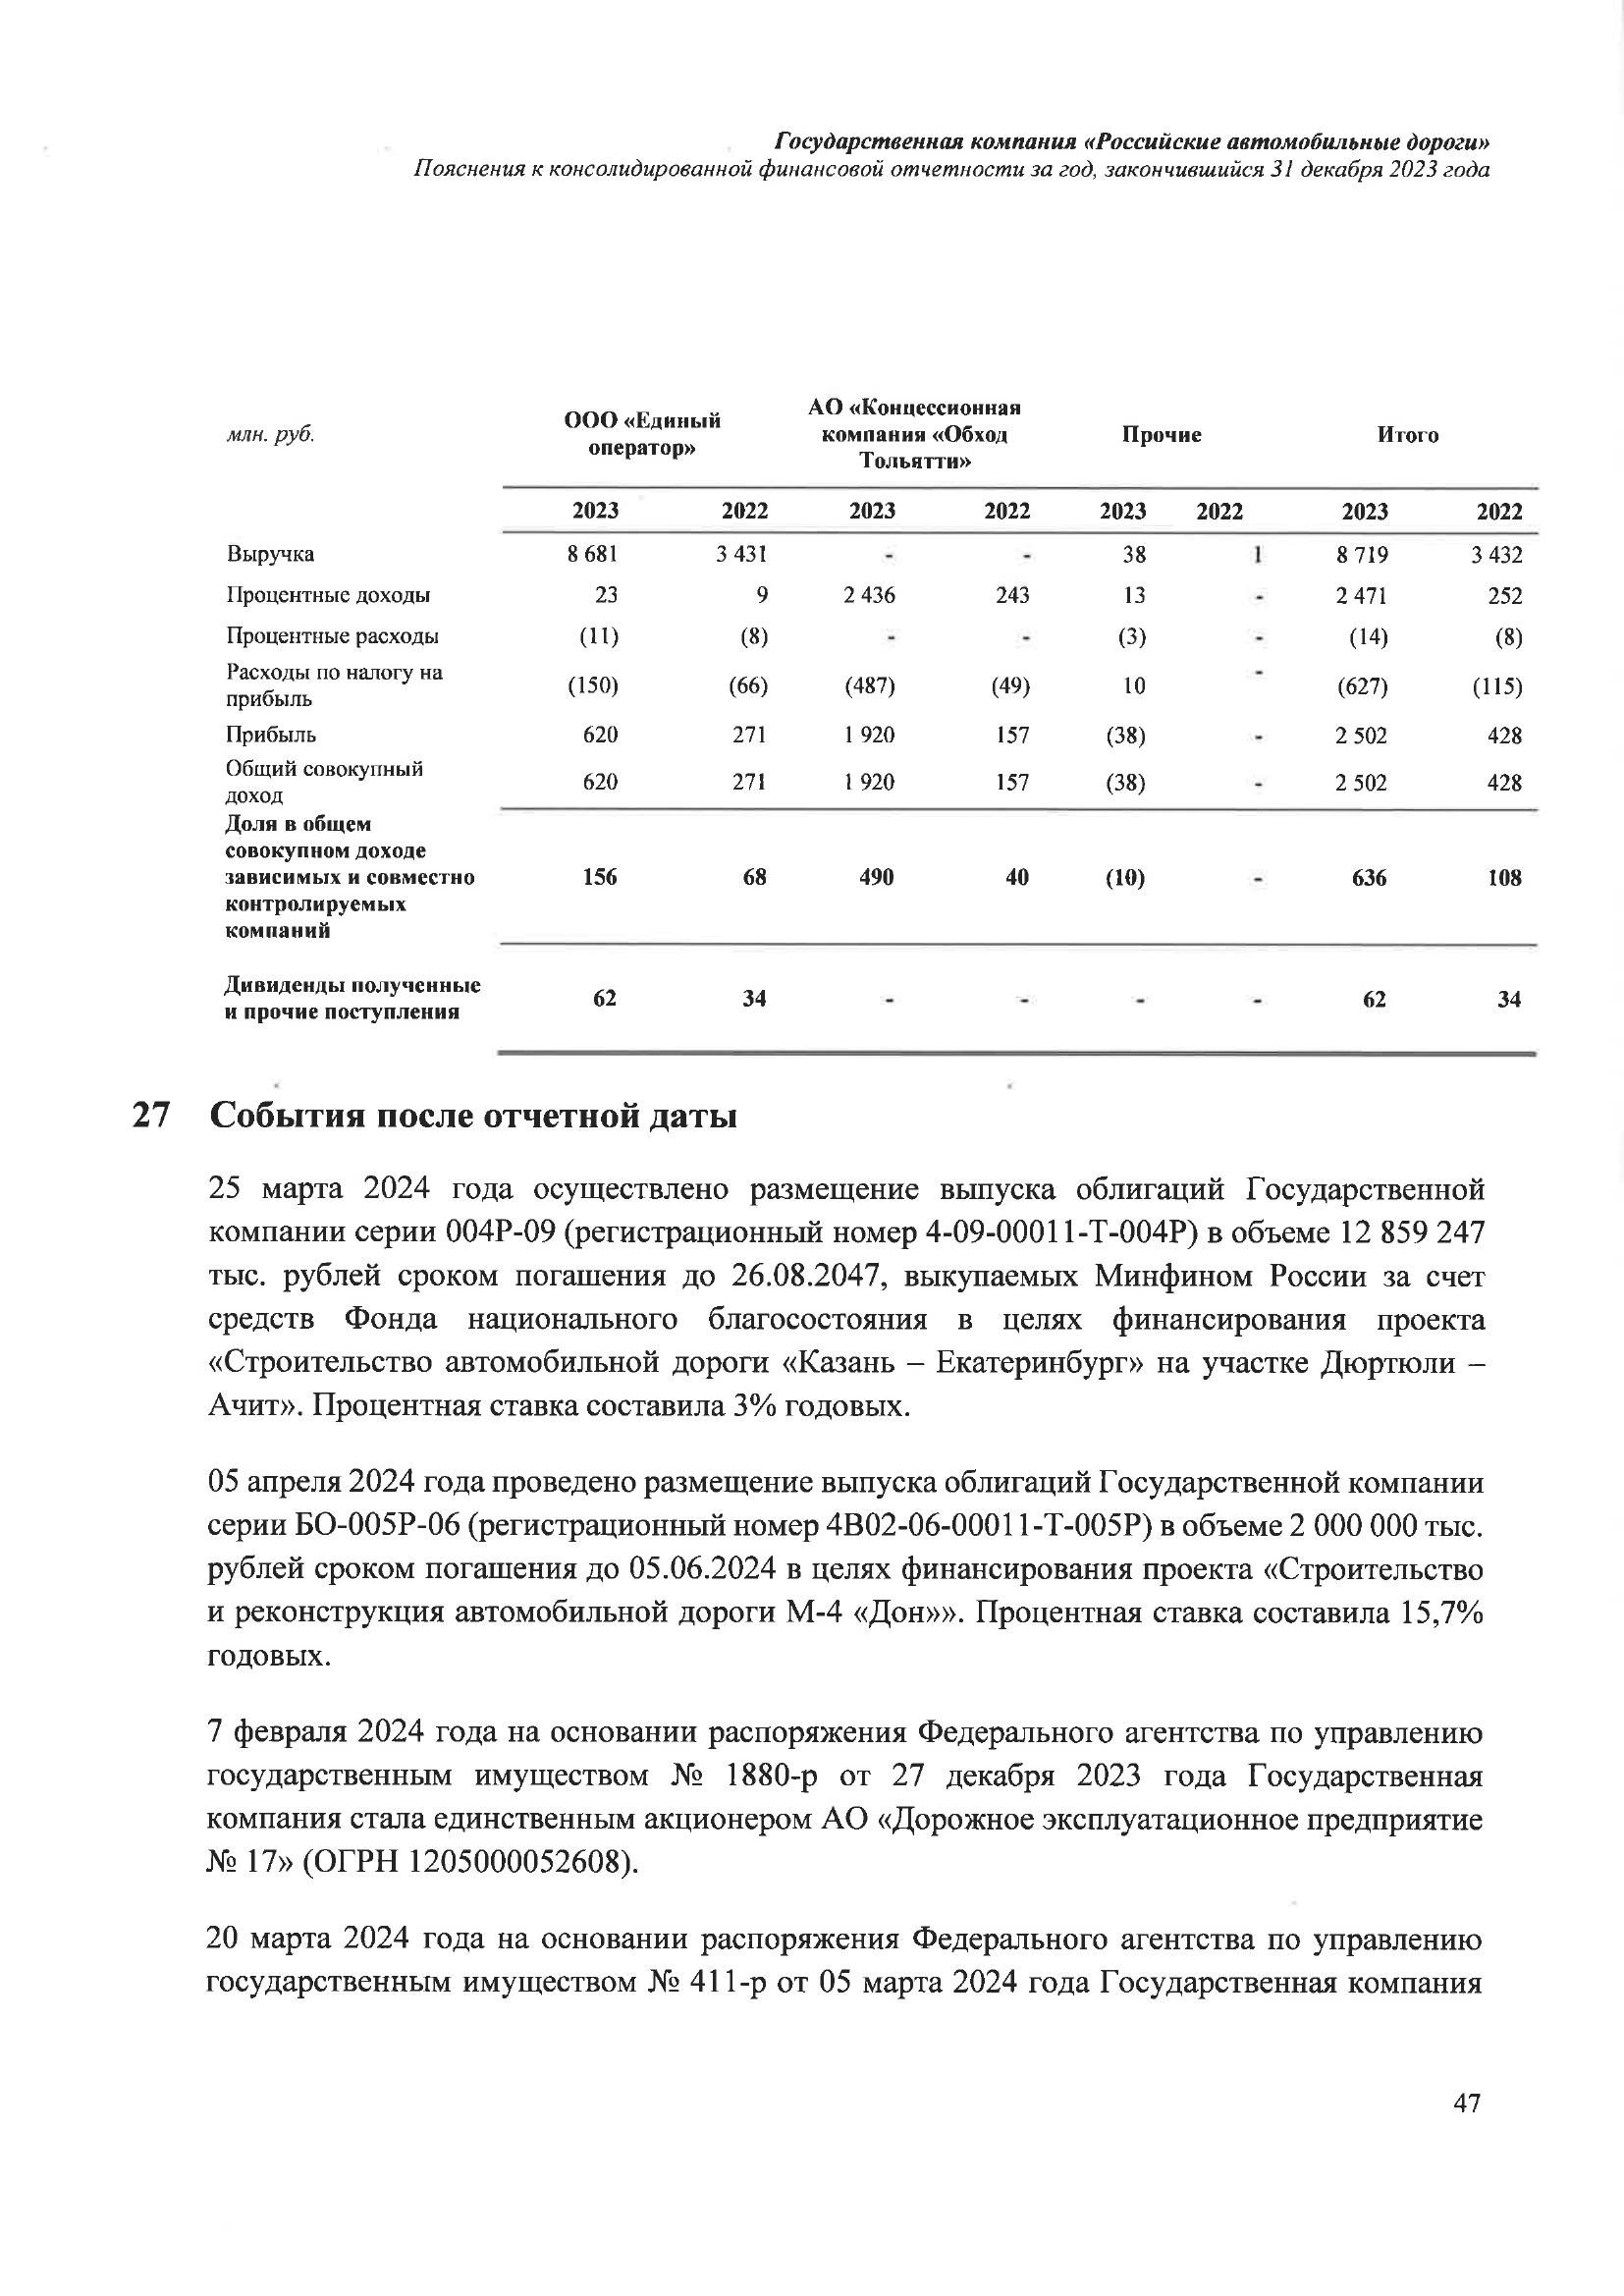 Государственная компания «Российские автомобильные дороги»
Пояснения к консолидированной финансовой отчетности за год, закончившийся 31 декабря 2023 года
млн. руб.
ООО «Единый оператор»
АО «Концессионная компания «Обход Тольятти»
Прочие
Итого
2023 2022 2023 2022 2023 2022 2023 2022
Выручка 8 681 3 431 - - 38 1 8 719 3 432
Процентные доходы 23 9 2 436 243 13 - 2 471 252
Процентные расходы (11) (8) - - (3) - (14) (8)
Расходы по налогу на прибыль (150) (66) (487) (49) 10 - (627) (115)
Прибыль 620 271 1 920 157 (38) - 2 502 428
Общий совокупный доход 620 271 1 920 157 (38) - 2 502 428
Доля в общем совокупном доходе зависимых и совместно контролируемых компаний 156 68 490 40 (10) - 636 108
Дивиденды полученные и прочие поступления 62 34 - - - - 62 34
27 События после отчетной даты
25 марта 2024 года осуществлено размещение выпуска облигаций Государственной
компании серии 004Р-09 (регистрационный номер 4-09-00011-Т-004Р) в объеме 12 859 247
тыс. рублей сроком погашения до 26.08.2047, выкупаемых Минфином России за счет
средств Фонда национального благосостояния в целях финансирования проекта
«Строительство автомобильной дороги «Казань – Екатеринбург» на участке Дюртюли –
Ачит». Процентная ставка составила 3% годовых.
05 апреля 2024 года проведено размещение выпуска облигаций Государственной компании
серии БО-005Р-06 (регистрационный номер 4В02-06-00011-Т-005Р) в объеме 2 000 000 тыс.
рублей сроком погашения до 05.06.2024 в целях финансирования проекта «Строительство
и реконструкция автомобильной дороги М-4 «Дон»». Процентная ставка составила 15,7%
годовых.
7 февраля 2024 года на основании распоряжения Федерального агентства по управлению
государственным имуществом № 1880-р от 27 декабря 2023 года Государственная
компания стала единственным акционером АО «Дорожное эксплуатационное предприятие
№ 17» (ОГРН 1205000052608).
20 марта 2024 года на основании распоряжения Федерального агентства по управлению
государственным имуществом № 411-р от 05 марта 2024 года Государственная компания
47